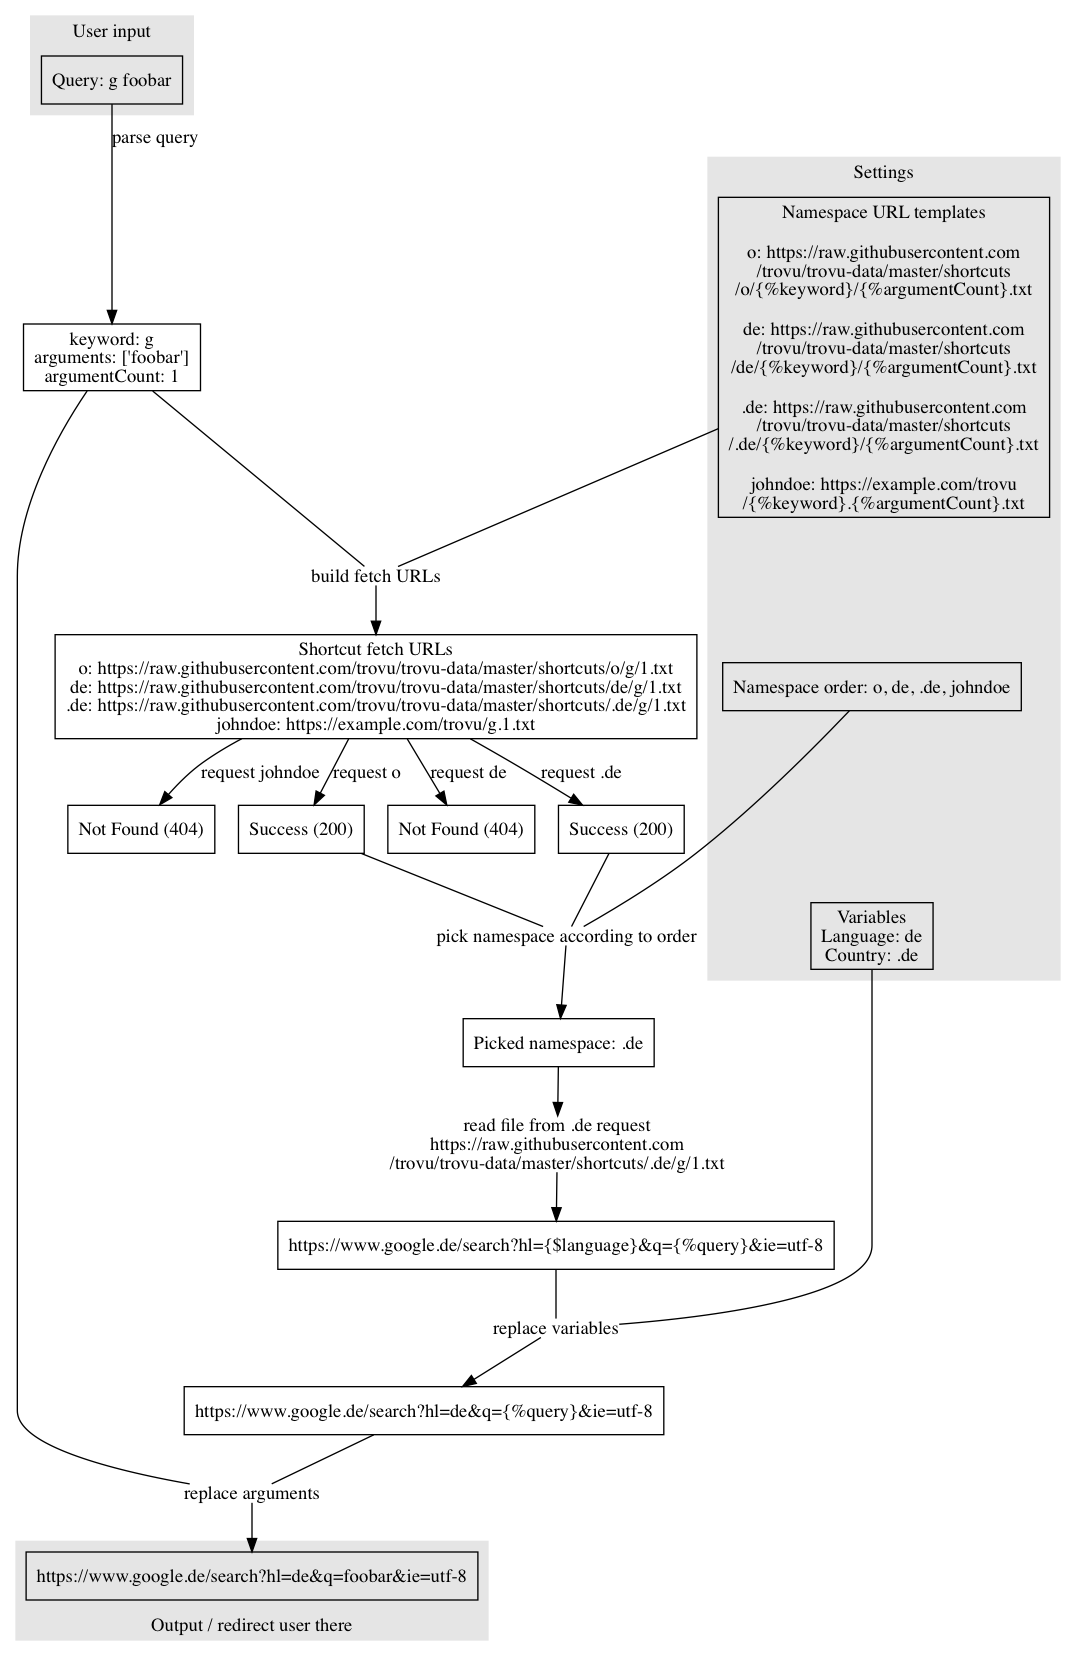 User input
Query: g foobar
parse query
Settings
Namespace URL templates
o: https://raw.githubusercontent.com
/trovu/trovu-data/master/shortcuts
/o/{%keyword}/{%argumentCount}.txt
de: https://raw.githubusercontent.com
/trovu/trovu-data/master/shortcuts
/de/{%keyword}/{%argumentCount}.txt
.de: https://raw.githubusercontent.com
/trovu/trovu-data/master/shortcuts
/.de/{%keyword}/{%argumentCount}.txt
johndoe: https://example.com/trovu
/{%keyword}.{%argumentCount}.txt
keyword: g
arguments: ['foobar']
argumentCount: 1
build fetch URLs
Shortcut fetch URLs
o: https://raw.githubusercontent.com/trovu/trovu-data/master/shortcuts/o/g/1.txt
de: https://raw.githubusercontent.com/trovu/trovu-data/master/shortcuts/de/g/1.txt
.de: https://raw.githubusercontent.com/trovu/trovu-data/master/shortcuts/.de/g/1.txt
johndoe: https://example.com/trovu/g.1.txt
Namespace order: o, de, .de, johndoe
request johndoe
request o
request de
request .de
Not Found (404)
Success (200)
Not Found (404)
Success (200)
pick namespace according to order
Variables
Language: de
Country: .de
Picked namespace: .de
read file from .de request
https://raw.githubusercontent.com
/trovu/trovu-data/master/shortcuts/.de/g/1.txt
https://www.google.de/search?hl={$language}&q={%query}&ie=utf-8
replace variables
https://www.google.de/search?hl=de&q={%query}&ie=utf-8
replace arguments
https://www.google.de/search?hl=de&q=foobar&ie=utf-8
Output / redirect user there